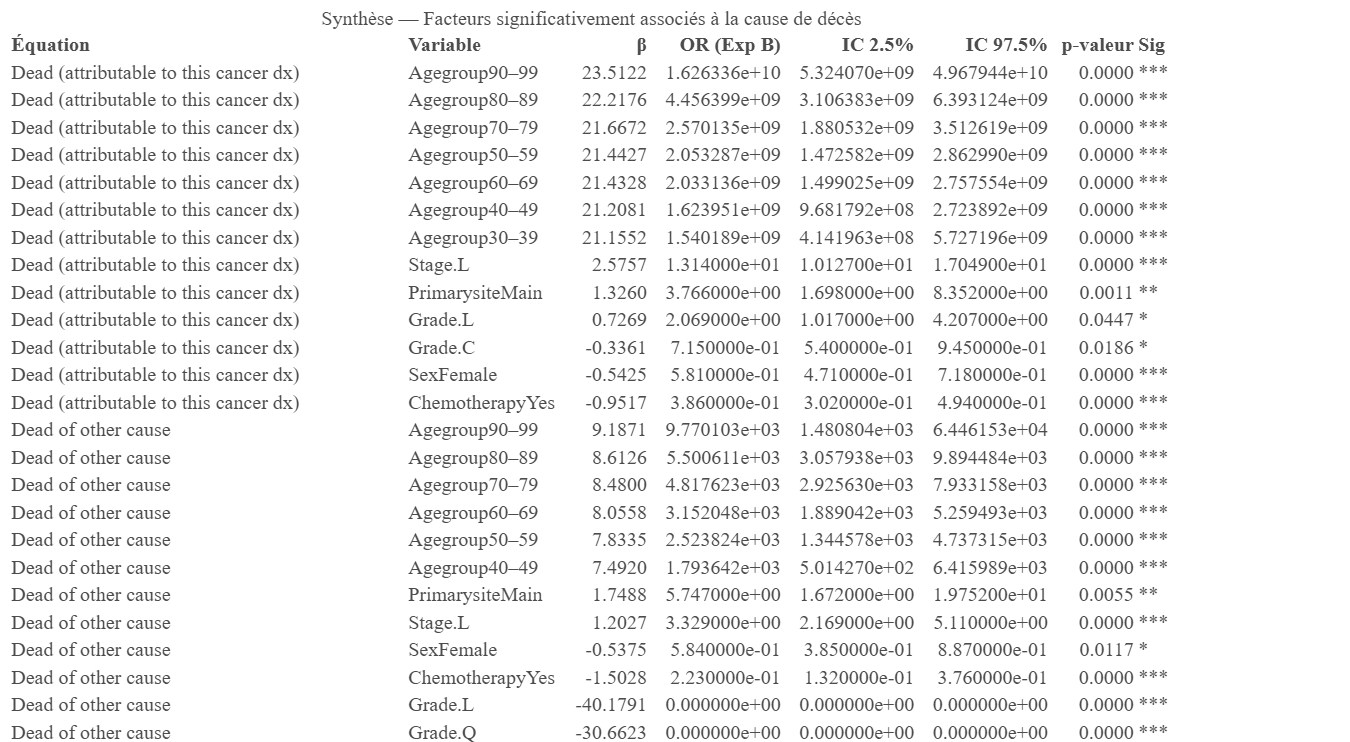 Synthèse — Facteurs significativement associés à la cause de décès
Équation Variable β OR (Exp B) IC 2.5% IC 97.5% p-valeur Sig
Dead (attributable to this cancer dx) Agegroup90–99 23.5122 1.626336e+10 5.324070e+09 4.967944e+10 0.0000 ***
Dead (attributable to this cancer dx) Agegroup80–89 22.2176 4.456399e+09 3.106383e+09 6.393124e+09 0.0000 ***
Dead (attributable to this cancer dx) Agegroup70–79 21.6672 2.570135e+09 1.880532e+09 3.512619e+09 0.0000 ***
Dead (attributable to this cancer dx) Agegroup50–59 21.4427 2.053287e+09 1.472582e+09 2.862990e+09 0.0000 ***
Dead (attributable to this cancer dx) Agegroup60–69 21.4328 2.033136e+09 1.499025e+09 2.757554e+09 0.0000 ***
Dead (attributable to this cancer dx) Agegroup40–49 21.2081 1.623951e+09 9.681792e+08 2.723892e+09 0.0000 ***
Dead (attributable to this cancer dx) Agegroup30–39 21.1552 1.540189e+09 4.141963e+08 5.727196e+09 0.0000 ***
Dead (attributable to this cancer dx) Stage.L 2.5757 1.314000e+01 1.012700e+01 1.704900e+01 0.0000 ***
Dead (attributable to this cancer dx) PrimarysiteMain 1.3260 3.766000e+00 1.698000e+00 8.352000e+00 0.0011 **
Dead (attributable to this cancer dx) Grade.L 0.7269 2.069000e+00 1.017000e+00 4.207000e+00 0.0447 *
Dead (attributable to this cancer dx) Grade.C -0.3361 7.150000e-01 5.400000e-01 9.450000e-01 0.0186 *
Dead (attributable to this cancer dx) SexFemale -0.5425 5.810000e-01 4.710000e-01 7.180000e-01 0.0000 ***
Dead (attributable to this cancer dx) ChemotherapyYes -0.9517 3.860000e-01 3.020000e-01 4.940000e-01 0.0000 ***
Dead of other cause Agegroup90–99 9.1871 9.770103e+03 1.480804e+03 6.446153e+04 0.0000 ***
Dead of other cause Agegroup80–89 8.6126 5.500611e+03 3.057938e+03 9.894484e+03 0.0000 ***
Dead of other cause Agegroup70–79 8.4800 4.817623e+03 2.925630e+03 7.933158e+03 0.0000 ***
Dead of other cause Agegroup60–69 8.0558 3.152048e+03 1.889042e+03 5.259493e+03 0.0000 ***
Dead of other cause Agegroup50–59 7.8335 2.523824e+03 1.344578e+03 4.737315e+03 0.0000 ***
Dead of other cause Agegroup40–49 7.4920 1.793642e+03 5.014270e+02 6.415989e+03 0.0000 ***
Dead of other cause PrimarysiteMain 1.7488 5.747000e+00 1.672000e+00 1.975200e+01 0.0055 **
Dead of other cause Stage.L 1.2027 3.329000e+00 2.169000e+00 5.110000e+00 0.0000 ***
Dead of other cause SexFemale -0.5375 5.840000e-01 3.850000e-01 8.870000e-01 0.0117 *
Dead of other cause ChemotherapyYes -1.5028 2.230000e-01 1.320000e-01 3.760000e-01 0.0000 ***
Dead of other cause Grade.L -40.1791 0.000000e+00 0.000000e+00 0.000000e+00 0.0000 ***
Dead of other cause Grade.Q -30.6623 0.000000e+00 0.000000e+00 0.000000e+00 0.0000 ***